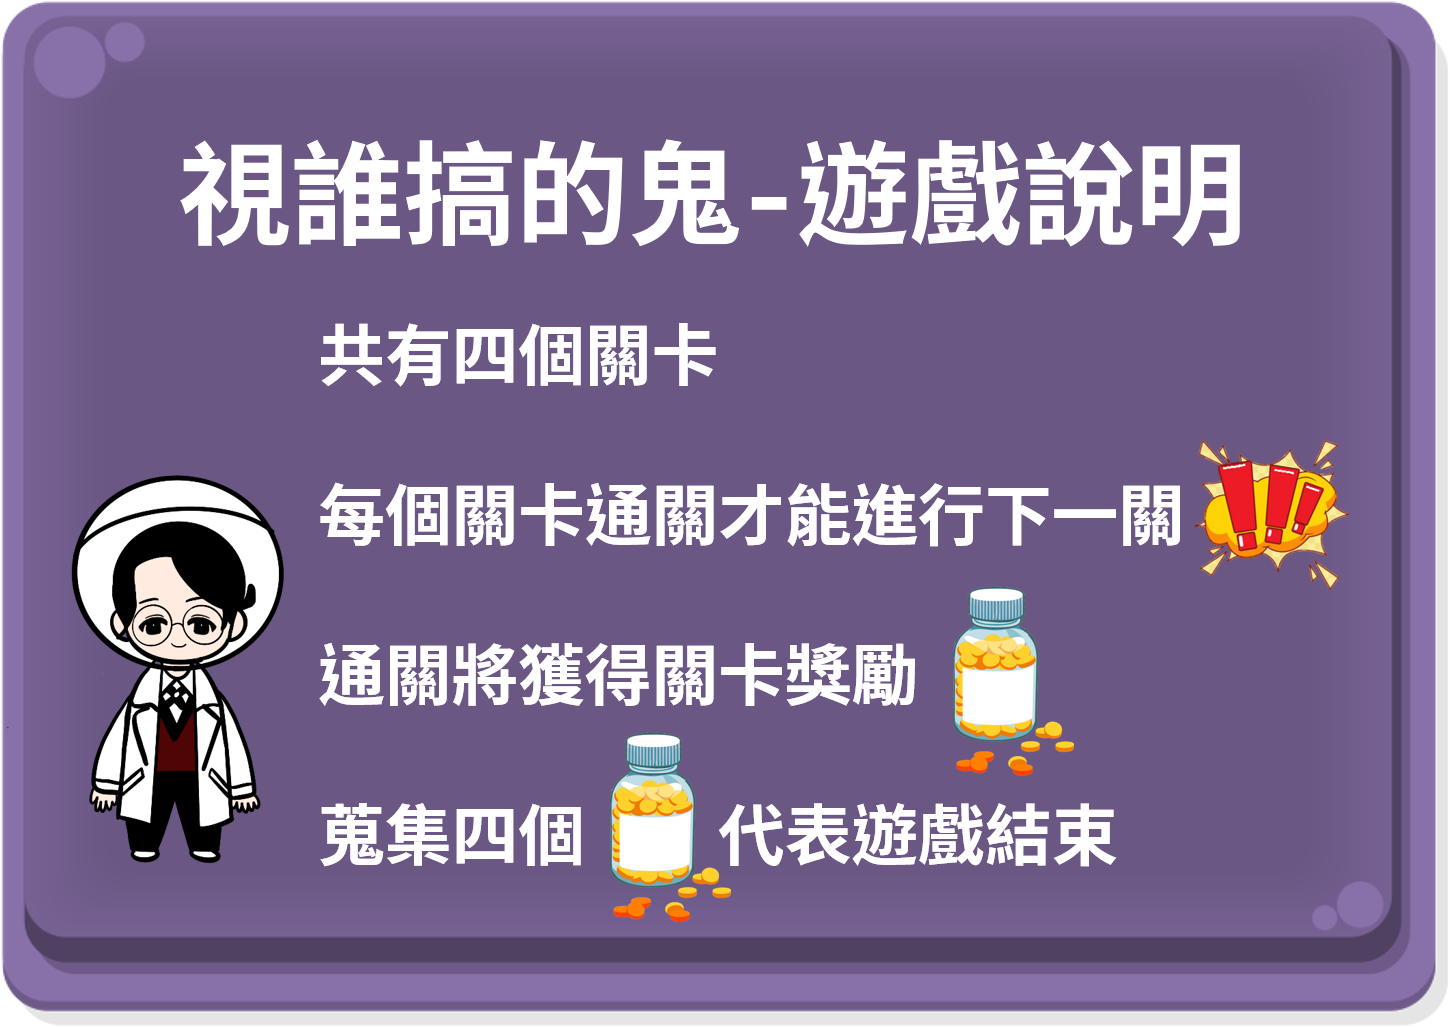 視誰搞的鬼-遊戲說明
共有四個關卡
每個關卡通關才能進行下一關
通關將獲得關卡獎勵
蒐集四個 代表遊戲結束